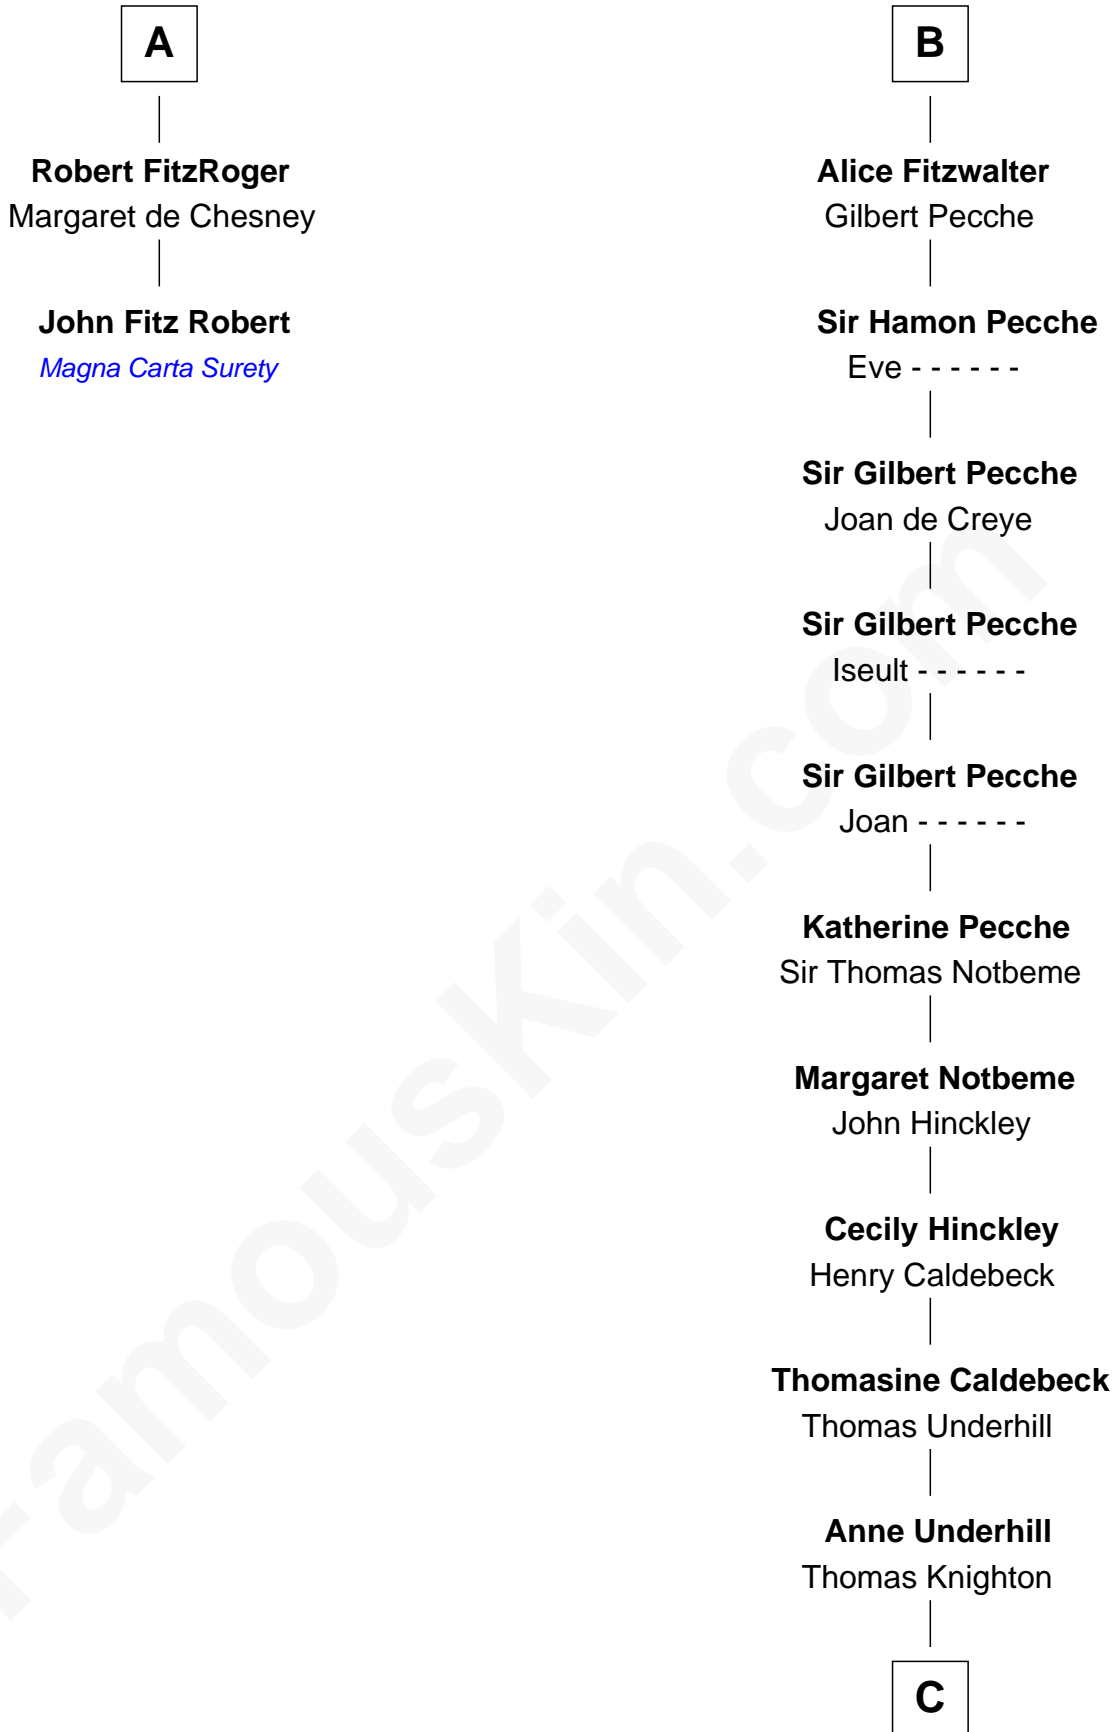 A
Robert FitzRoger
Margaret de Chesney
John Fitz Robert
Magna Carta Surety
B
Alice Fitzwalter
Gilbert Pecche
Sir Hamon Pecche
Eve - - - - - -
Sir Gilbert Pecche
Joan de Creye
Sir Gilbert Pecche
Iseult - - - - - -
Sir Gilbert Pecche
Joan - - - - - -
Katherine Pecche
Sir Thomas Notbeme
Margaret Notbeme
John Hinckley
Cecily Hinckley
Henry Caldebeck
Thomasine Caldebeck
Thomas Underhill
Anne Underhill
Thomas Knighton
C
FamousKin.com